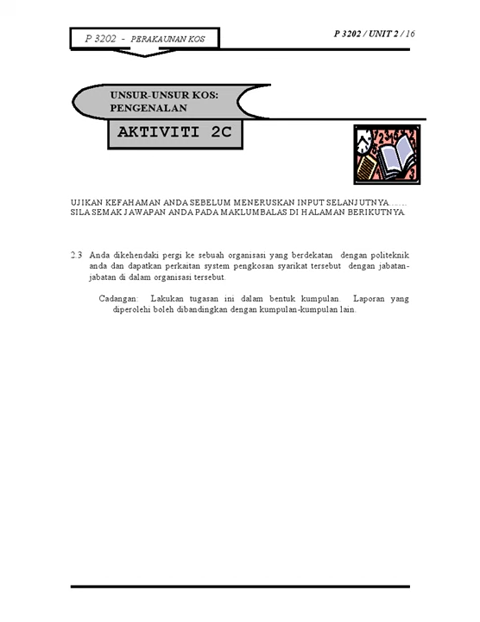 P 3202 - PERAKAUNAN KOS
P 3202 / UNIT 2 / 16
UNSUR-UNSUR KOS:
PENGENALAN
AKTIVITI 2C
UJIKAN KEFAHAMAN ANDA SEBELUM MENERUSKAN INPUT SELANJUTNYA.......
SILA SEMAK JAWAPAN ANDA PADA MAKLUMBALAS DI HALAMAN BERIKUTNYA.
2.3 Anda dikehendaki pergi ke sebuah organisasi yang berdekatan dengan politeknik
anda dan dapatkan perkaitan system pengkosan syarikat tersebut dengan jabatan-
jabatan di dalam organisasi tersebut.
Cadangan: Lakukan tugasan ini dalam bentuk kumpulan. Laporan yang
diperolehi boleh dibandingkan dengan kumpulan-kumpulan lain.